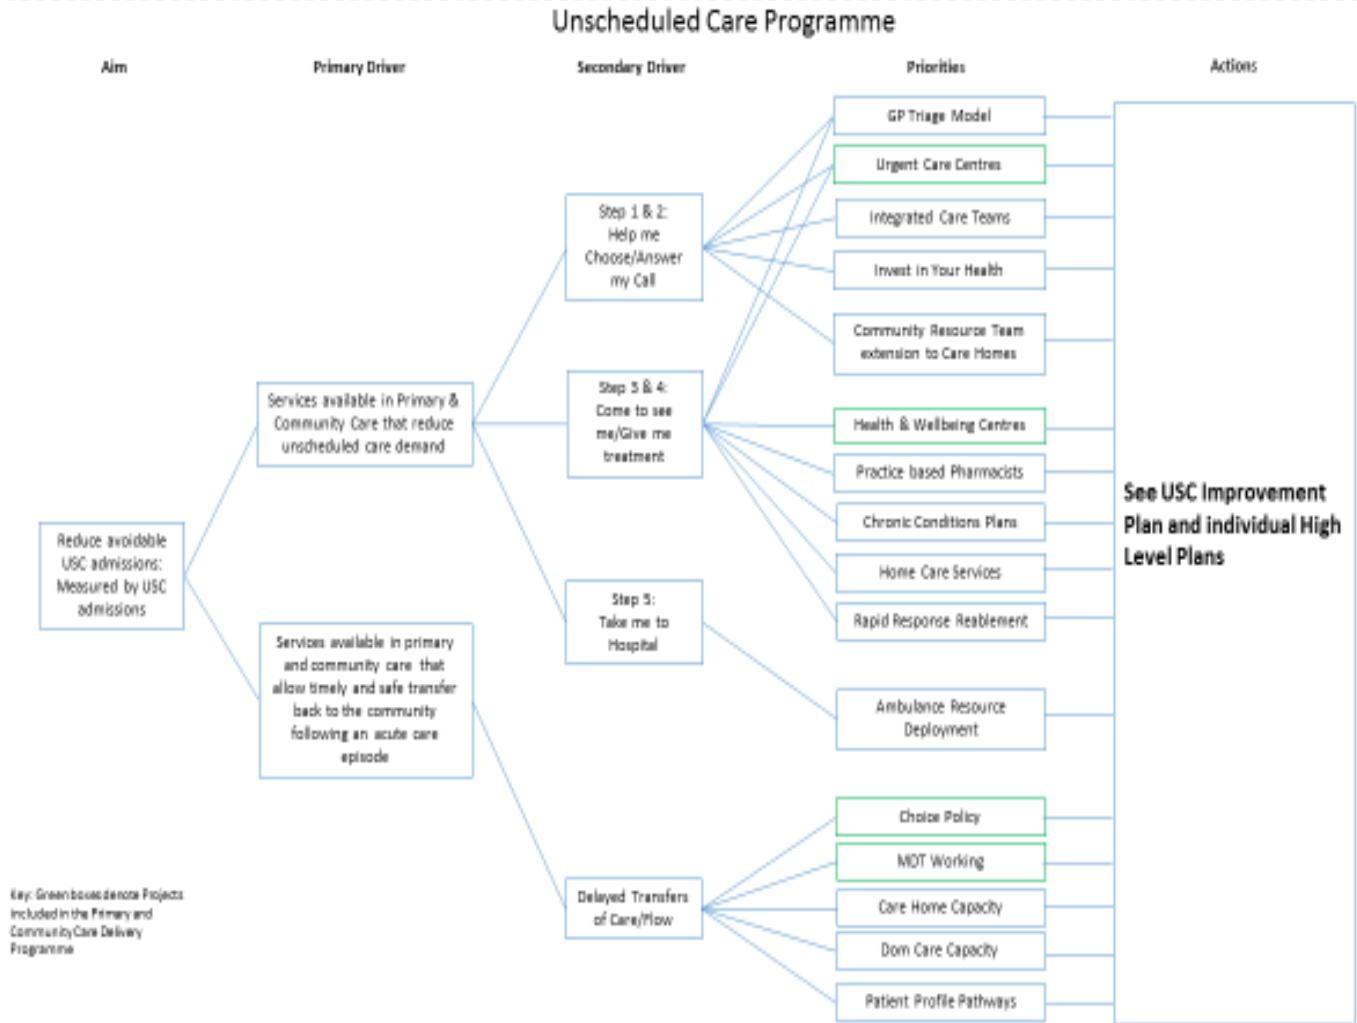 Unscheduled Care Programme
Aim
Primary Driver
Secondary Driver
Priorities
Actions
Reduce avoidable
USC admissions:
Measured by USC
admissions
Services available in Primary &
Community Care that reduce
unscheduled care demand
Services available in primary
and community care that
allow timely and safe transfer
back to the community
following an acute care
episode
Step 1 & 2:
Help me
Choose/Answer
my Call
Step 3 & 4:
Come to see
me/Give me
treatment
Step 5:
Take me to
Hospital
Delayed Transfers
of Care/Flow
GP Triage Model
Urgent Care Centres
Integrated Care Teams
Invest in Your Health
Community Resource Team
extension to Care Homes
Health & Wellbeing Centres
Practice based Pharmacists
Chronic Conditions Plans
Home Care Services
Rapid Response Reablement
Ambulance Resource
Deployment
Choice Policy
MDT Working
Care Home Capacity
Dom Care Capacity
Patient Profile Pathways
See USC Improvement
Plan and individual High
Level Plans
Key: Green boxes denote Projects
included in the Primary and
Community Care Delivery
Programme